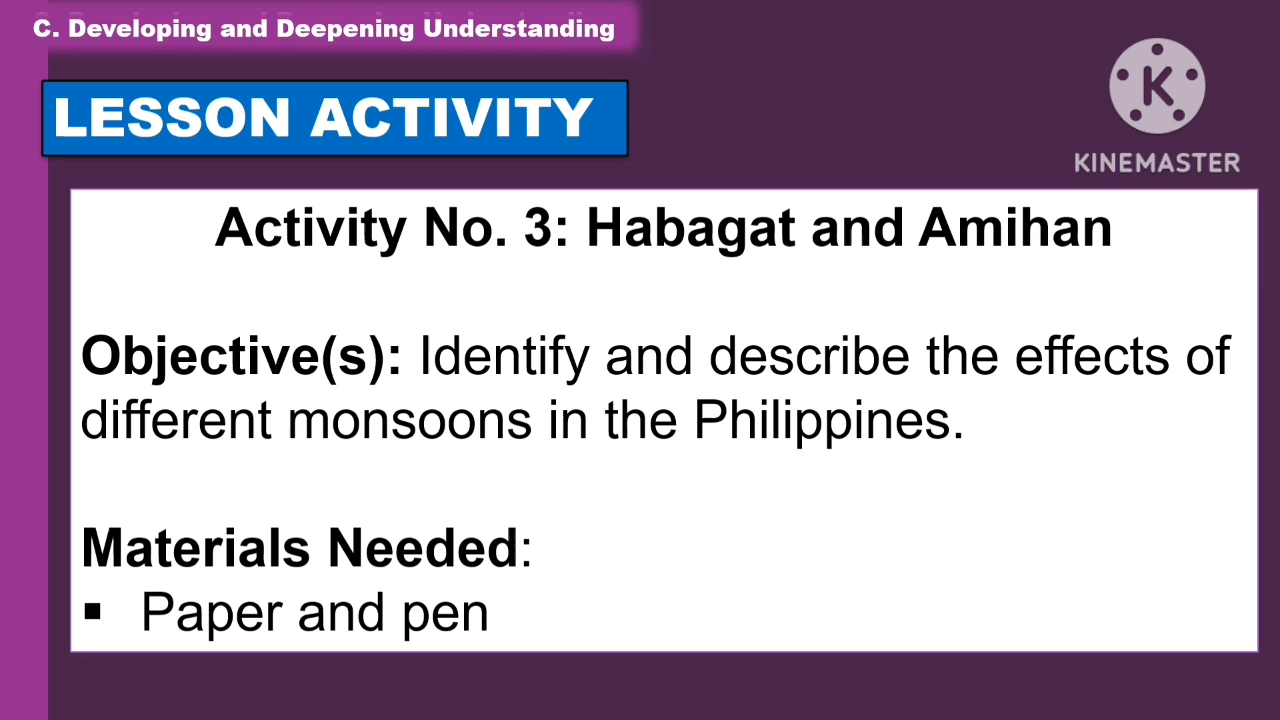 C. Developing and Deepening Understanding
LESSON ACTIVITY
K
KINEMASTER
Activity No. 3: Habagat and Amihan
Objective(s): Identify and describe the effects of
different monsoons in the Philippines.
Materials Needed:
▪ Paper and pen